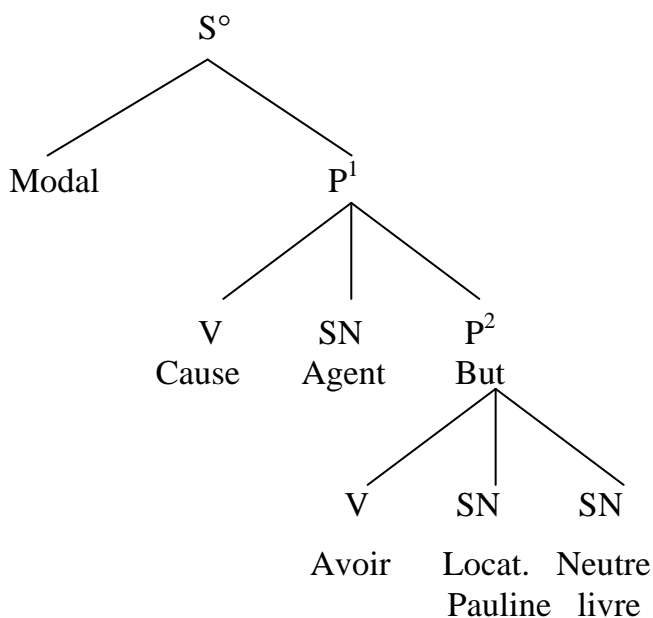 S°
Modal P¹
V SN P²
Cause Agent But
V SN SN
Avoir Locat. Neutre
Pauline livre